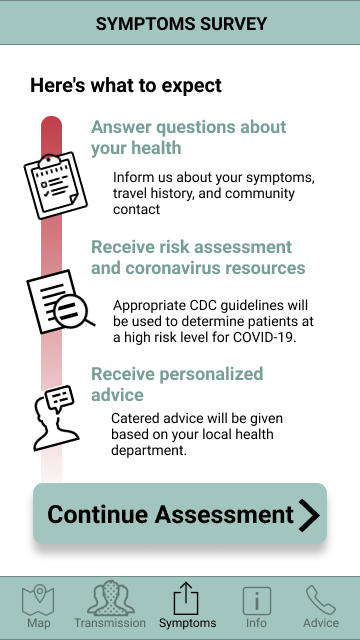 SYMPTOMS SURVEY
Here's what to expect
Answer questions about
your health
Inform us about your symptoms,
travel history, and community
contact
Receive risk assessment
and coronavirus resources
Appropriate CDC guidelines will
be used to determine patients at
a high risk level for COVID-19.
Receive personalized
advice
Catered advice will be given
based on your local health
department.
Continue Assessment
Map Transmission Symptoms Info Advice